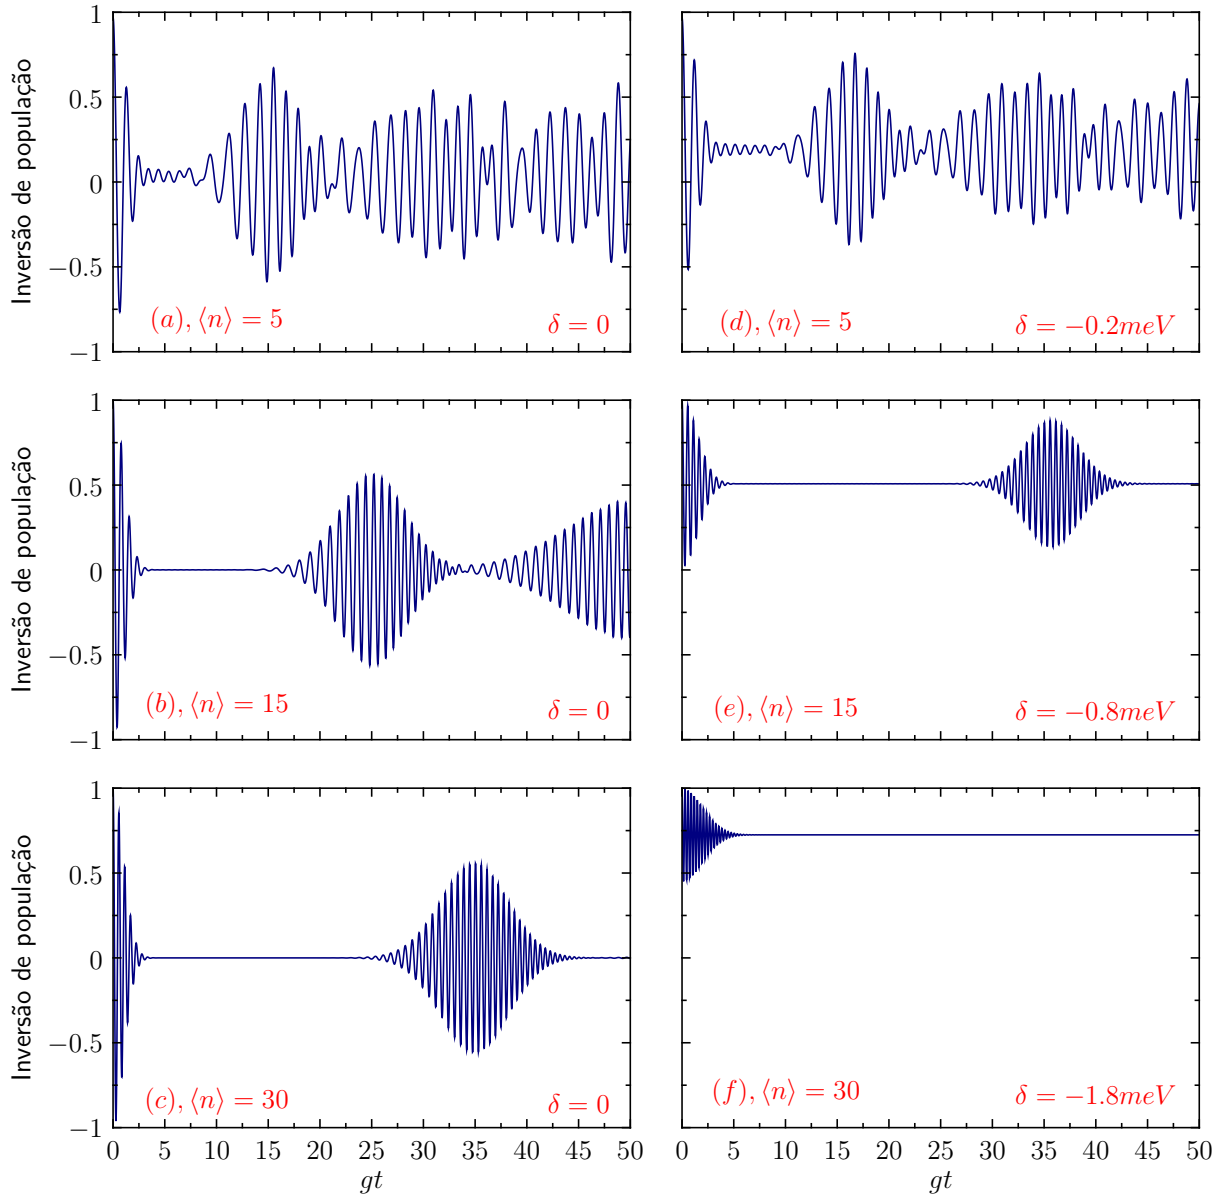 1
0.5
0
−0.5
−1
Inversão de população
(a), ⟨n⟩ = 5
δ = 0
(d), ⟨n⟩ = 5
δ = −0.2meV
1
0.5
0
−0.5
−1
Inversão de população
(b), ⟨n⟩ = 15
δ = 0
(e), ⟨n⟩ = 15
δ = −0.8meV
1
0.5
0
−0.5
−1
Inversão de população
(c), ⟨n⟩ = 30
δ = 0
(f), ⟨n⟩ = 30
δ = −1.8meV
0 5 10 15 20 25 30 35 40 45 50
gt
0 5 10 15 20 25 30 35 40 45 50
gt